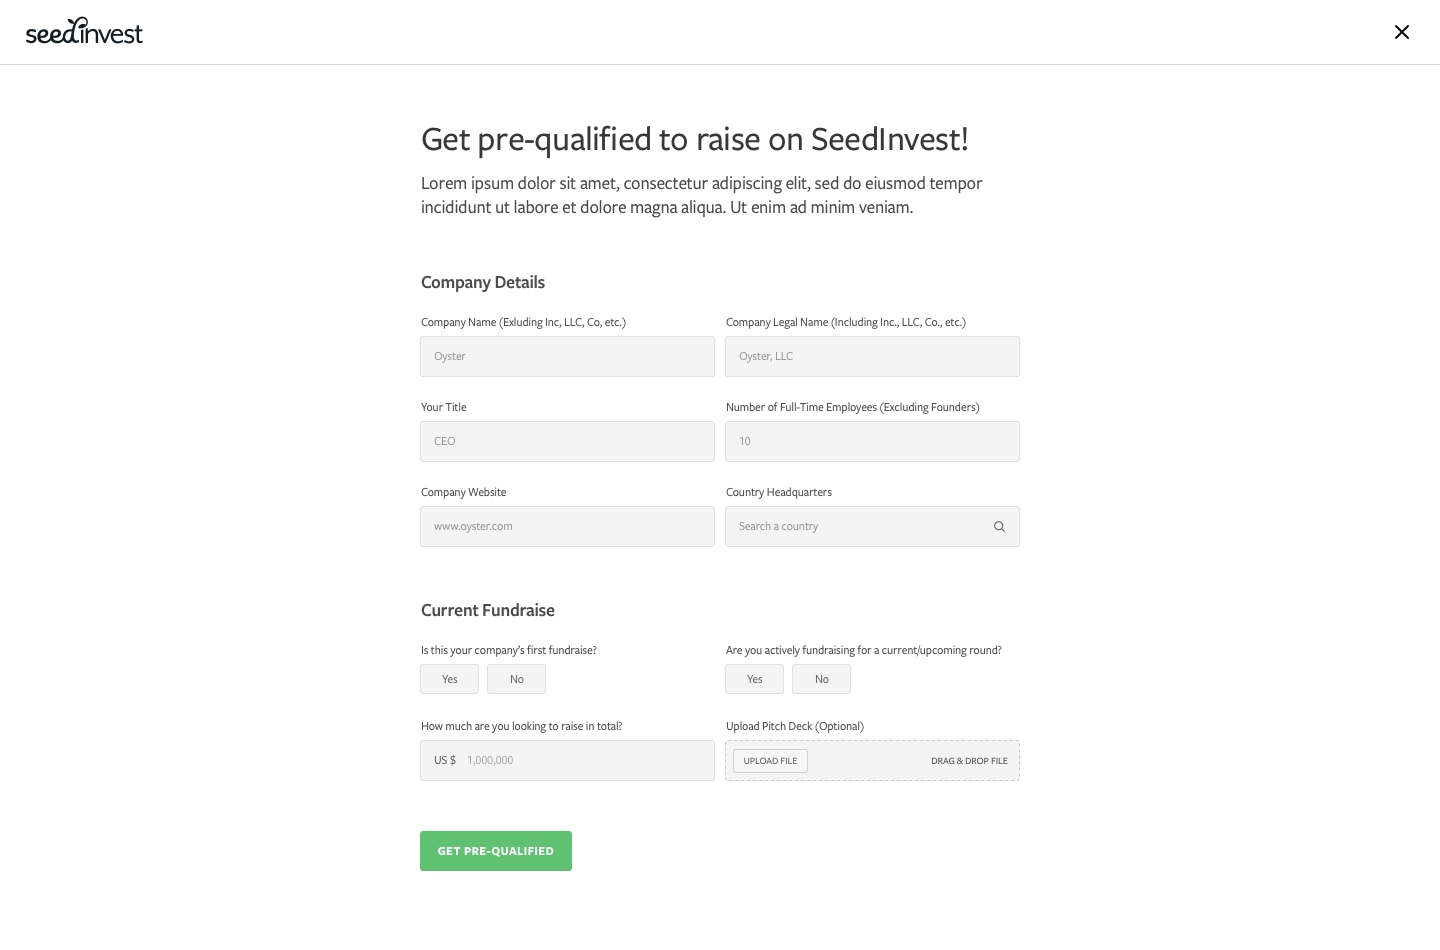 seedinvest
Get pre-qualified to raise on SeedInvest!
Lorem ipsum dolor sit amet, consectetur adipiscing elit, sed do eiusmod tempor
incididunt ut labore et dolore magna aliqua. Ut enim ad minim veniam.
Company Details
Company Name (Exluding Inc, LLC, Co, etc.)
Company Legal Name (Including Inc., LLC, Co., etc.)
Oyster
Oyster, LLC
Your Title
Number of Full-Time Employees (Excluding Founders)
CEO
10
Company Website
Country Headquarters
www.oyster.com
Search a country
Current Fundraise
Is this your company's first fundraise?
Are you actively fundraising for a current/upcoming round?
Yes
No
Yes
No
How much are you looking to raise in total?
Upload Pitch Deck (Optional)
US $ 1,000,000
UPLOAD FILE
DRAG & DROP FILE
GET PRE-QUALIFIED